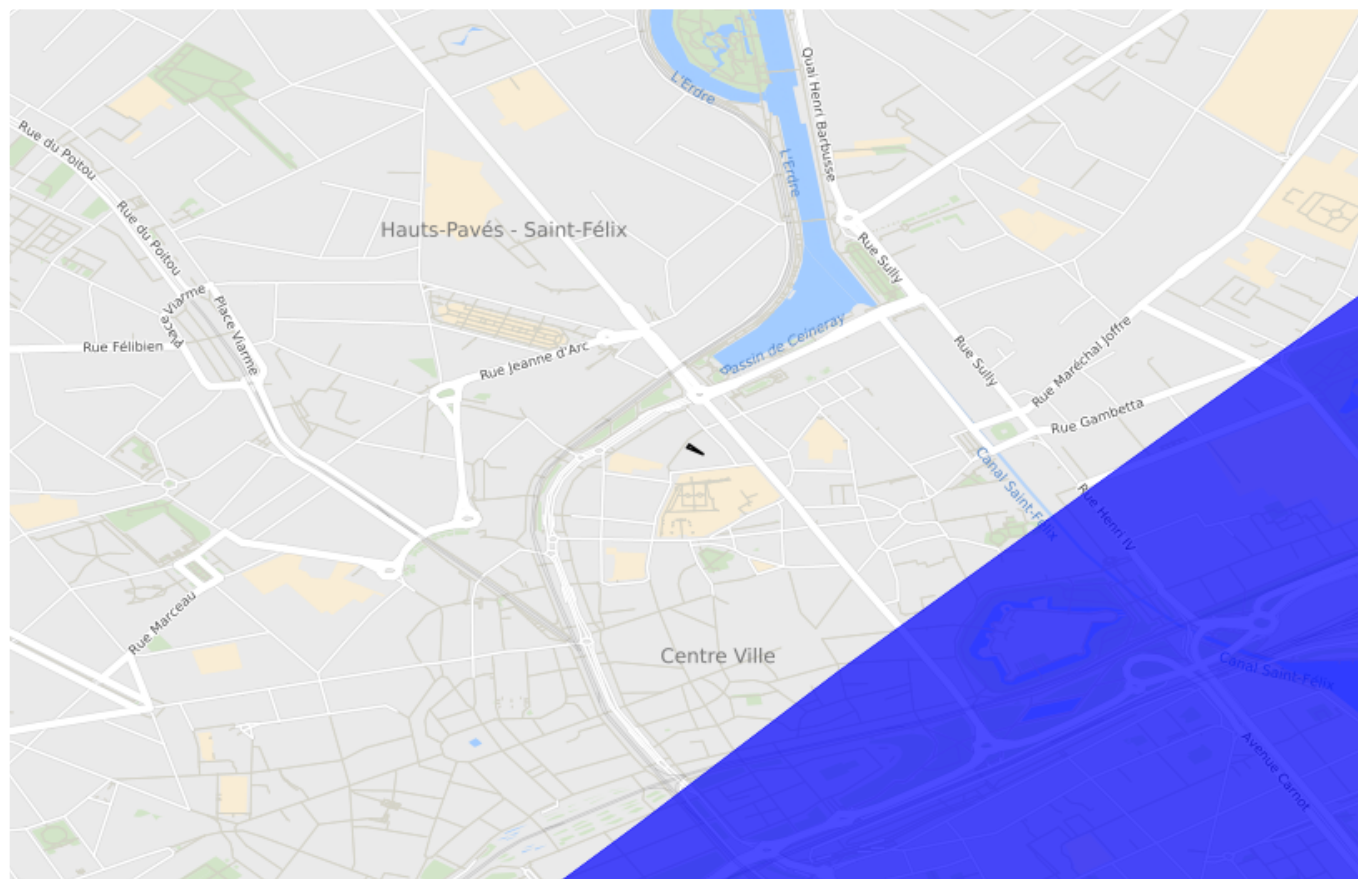 Quai Henri Barbusse
L'Erdre
Rue du Poitou
L'Erdre
Rue du Poitou
Hauts-Pavés - Saint-Félix
Rue Sully
Place Viarme
Place Viarme
Passin de Ceineray
Rue Félibien
Rue Jeanne d'Arc
Rue Sully
Rue Maréchal Joffre
Rue Gambetta
Canal Saint-Félix
Rue Henri IV
Rue Marceau
Centre Ville
Canal Saint-Félix
Avenue Carnot